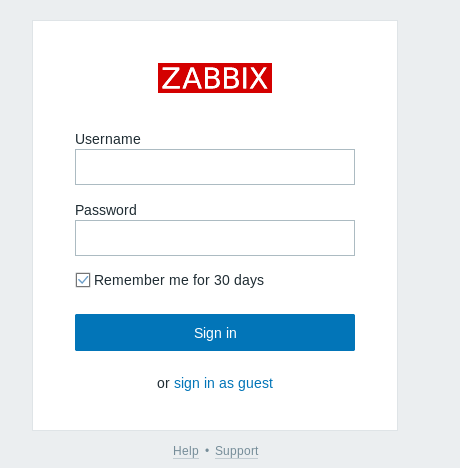 ZABBIX
Username
Password
Remember me for 30 days
Sign in
or sign in as guest
Help • Support